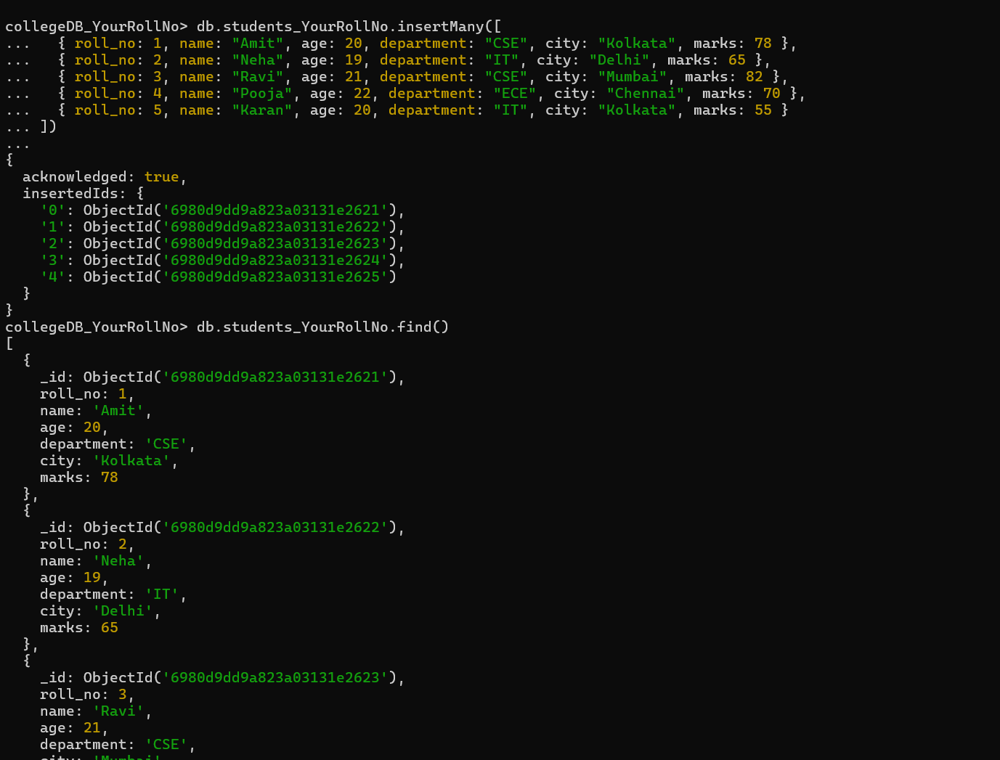 collegeDB_YourRollNo> db.students_YourRollNo.insertMany([
...   { roll_no: 1, name: "Amit", age: 20, department: "CSE", city: "Kolkata", marks: 78 },
...   { roll_no: 2, name: "Neha", age: 19, department: "IT", city: "Delhi", marks: 65 },
...   { roll_no: 3, name: "Ravi", age: 21, department: "CSE", city: "Mumbai", marks: 82 },
...   { roll_no: 4, name: "Pooja", age: 22, department: "ECE", city: "Chennai", marks: 70 },
...   { roll_no: 5, name: "Karan", age: 20, department: "IT", city: "Kolkata", marks: 55 }
... ])
...
{
  acknowledged: true,
  insertedIds: {
    '0': ObjectId('6980d9dd9a823a03131e2621'),
    '1': ObjectId('6980d9dd9a823a03131e2622'),
    '2': ObjectId('6980d9dd9a823a03131e2623'),
    '3': ObjectId('6980d9dd9a823a03131e2624'),
    '4': ObjectId('6980d9dd9a823a03131e2625')
  }
}
collegeDB_YourRollNo> db.students_YourRollNo.find()
[
  {
    _id: ObjectId('6980d9dd9a823a03131e2621'),
    roll_no: 1,
    name: 'Amit',
    age: 20,
    department: 'CSE',
    city: 'Kolkata',
    marks: 78
  },
  {
    _id: ObjectId('6980d9dd9a823a03131e2622'),
    roll_no: 2,
    name: 'Neha',
    age: 19,
    department: 'IT',
    city: 'Delhi',
    marks: 65
  },
  {
    _id: ObjectId('6980d9dd9a823a03131e2623'),
    roll_no: 3,
    name: 'Ravi',
    age: 21,
    department: 'CSE',
    city: 'Mumbai'